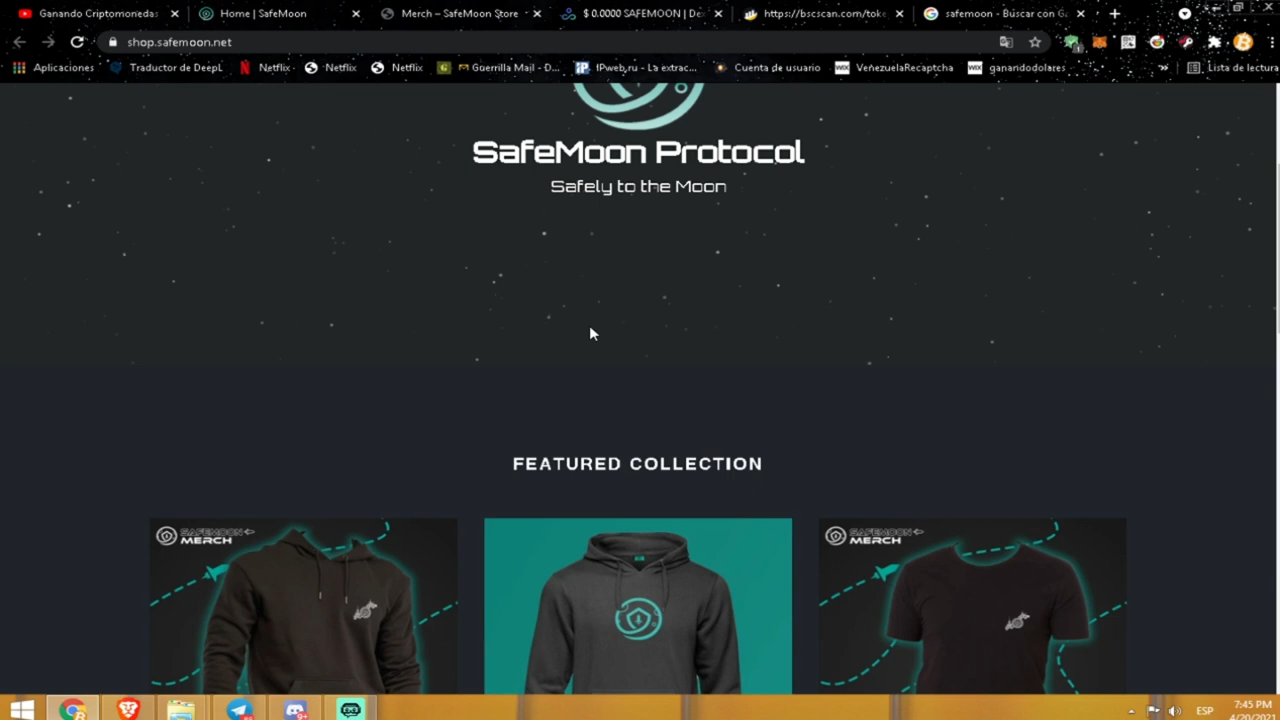 Ganando Criptomonedas
Home | SafeMoon
Merch – SafeMoon Store
$ 0.0000 SAFEMOON | De
https://bscscan.com/toke
safemoon - Buscar con G
shop.safemoon.net
Aplicaciones
Traductor de DeepL
Netflix
Netflix
Netflix
Guerrilla Mail - D...
IPweb.ru - La extrac...
Cuenta de usuario
WIX
VenezuelaRecaptcha
WIX
ganandodolares
»
Lista de lectura
SafeMoon Protocol
Safely to the Moon
FEATURED COLLECTION
SAFEMOON
MERCH
SAFEMOON
MERCH
ESP
7:45 PM
4/20/2021